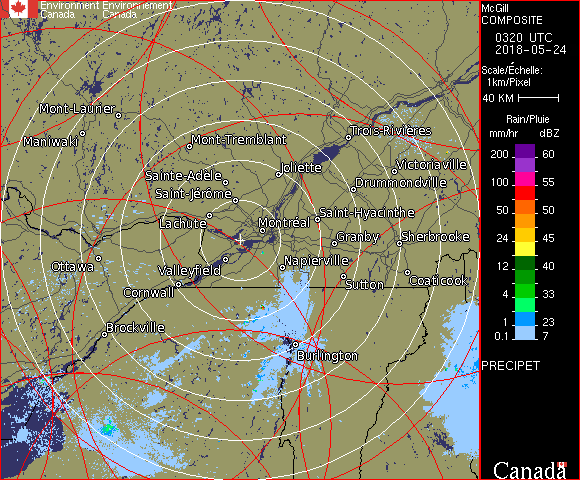 Environment Environnement
Canada Canada
McGill
COMPOSITE
0320 UTC
2018-05-24
Scale/Échelle:
1km/Pixel
40 KM
Rain/Pluie
mm/hr dBZ
200 60
100 55
50 50
24 45
12 40
4 33
1 23
0.1 7
PRECIPET
Canada
Mont-Laurier
Maniwaki
Mont-Tremblant
Trois-Rivières
Joliette
Victoriaville
Sainte-Adèle
Drummondville
Saint-Jérôme
Lachute
Saint-Hyacinthe
Montréal
Granby
Sherbrooke
Ottawa
Valleyfield
Napierville
Cornwall
Sutton
Coaticook
Brockville
Burlington